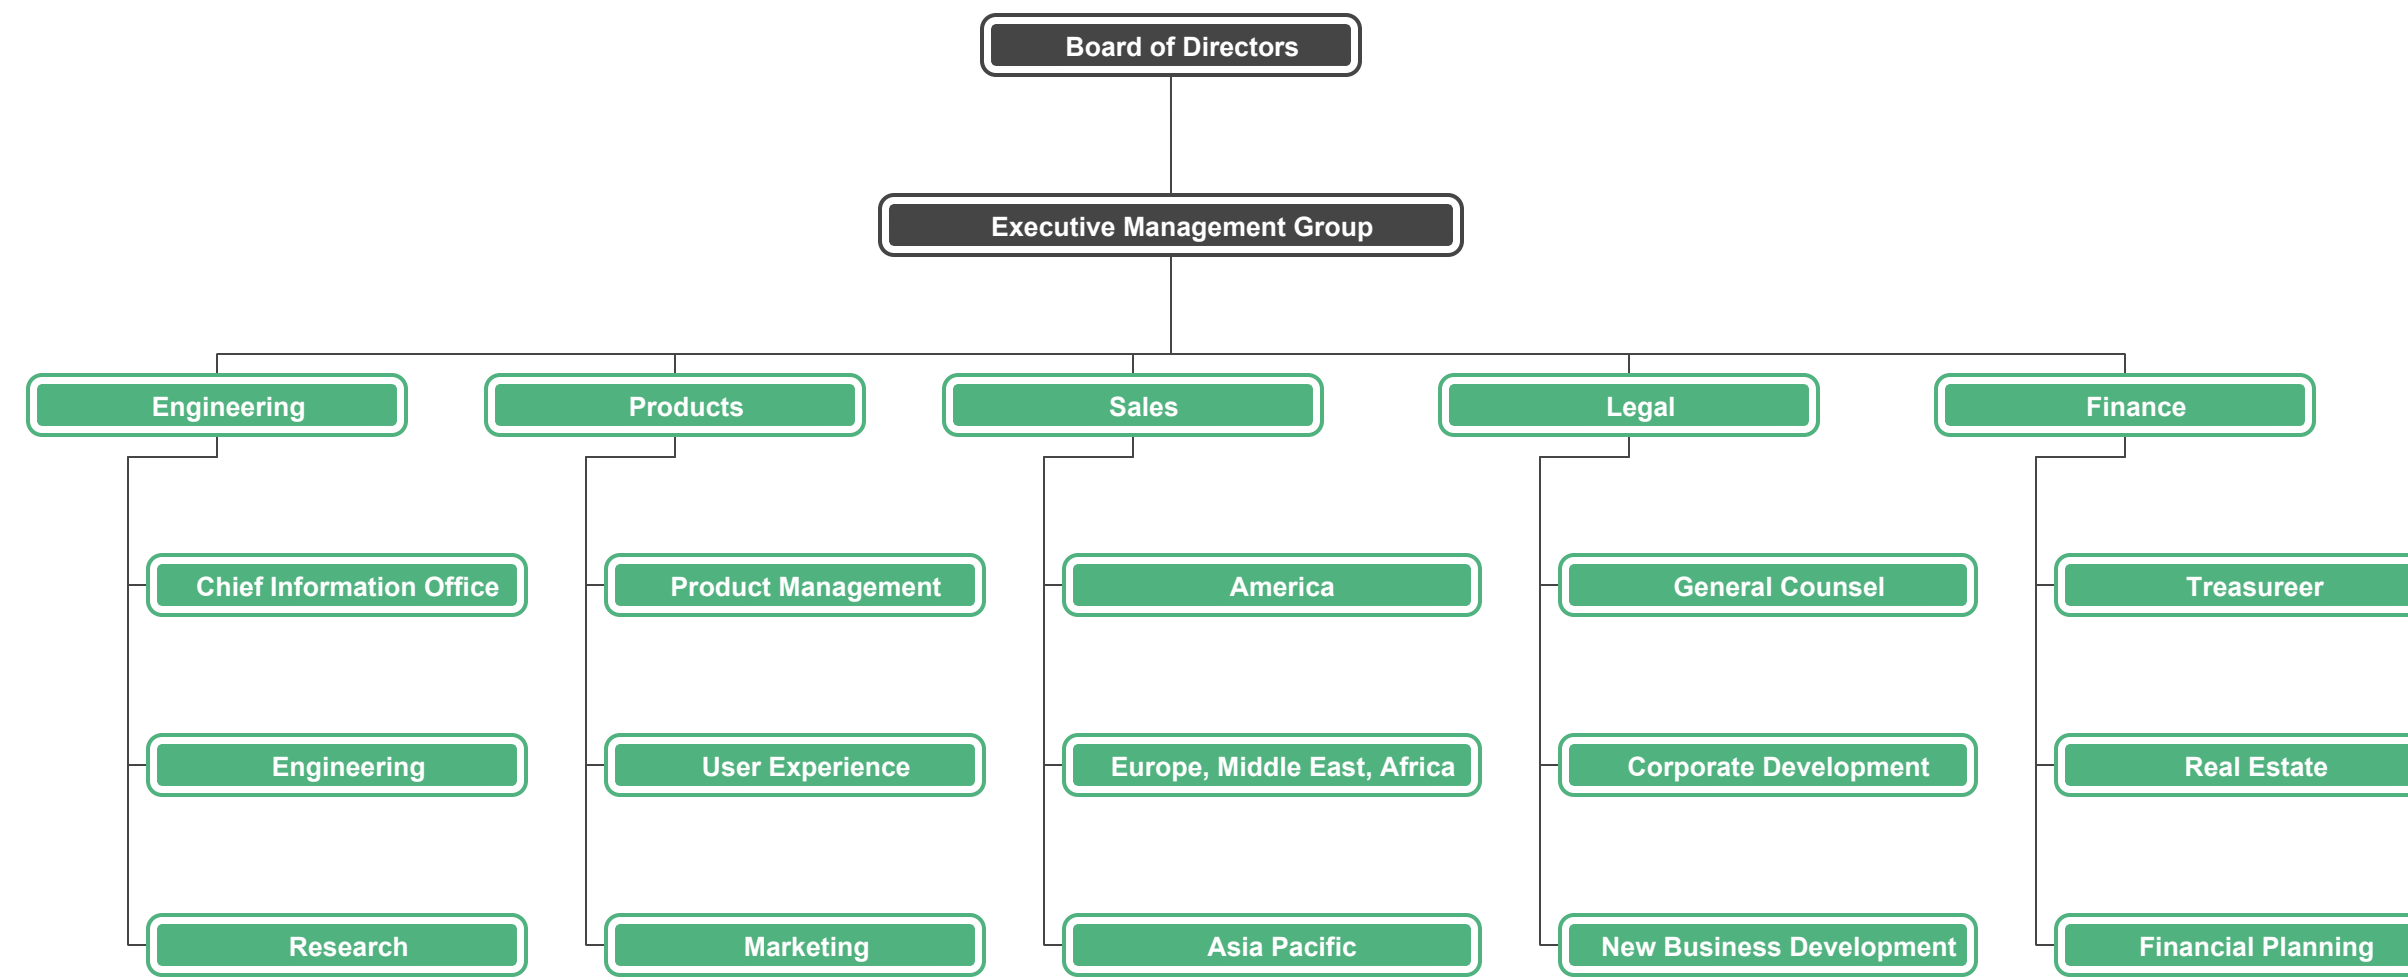 Board of Directors
Executive Management Group
Engineering
Products
Sales
Legal
Finance
Chief Information Office
Product Management
America
General Counsel
Treasureer
Engineering
User Experience
Europe, Middle East, Africa
Corporate Development
Real Estate
Research
Marketing
Asia Pacific
New Business Development
Financial Planning